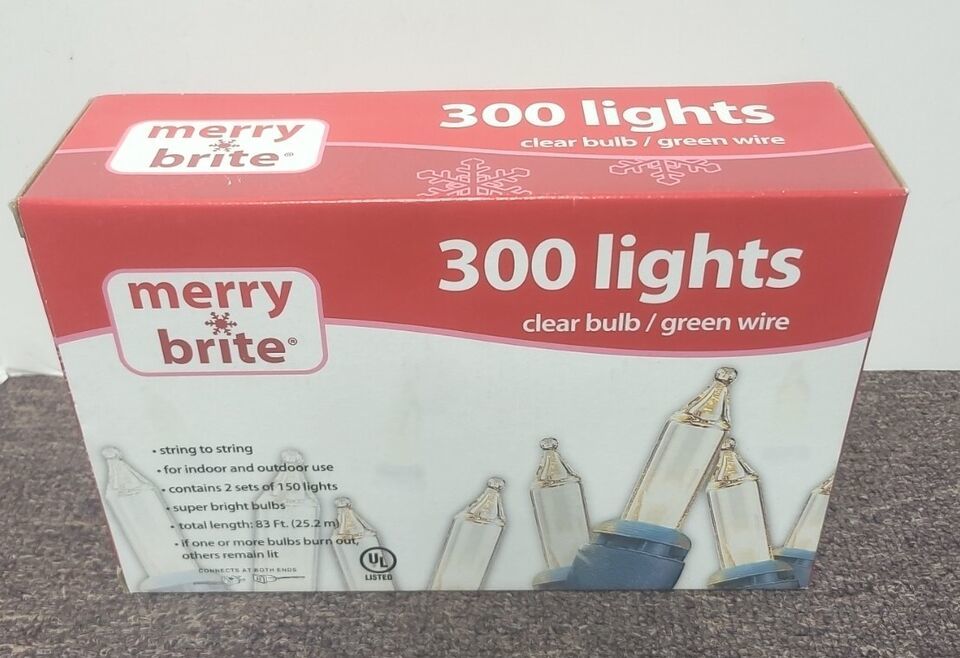 merry
brite®
300 lights
clear bulb / green wire
300 lights
clear bulb / green wire
merry
brite®
• string to string
• for indoor and outdoor use
• contains 2 sets of 150 lights
• super bright bulbs
• total length: 83 Ft. (25.2 m)
• if one or more bulbs burn out,
others remain lit
CONNECTS AT BOTH ENDS
UL
LISTED